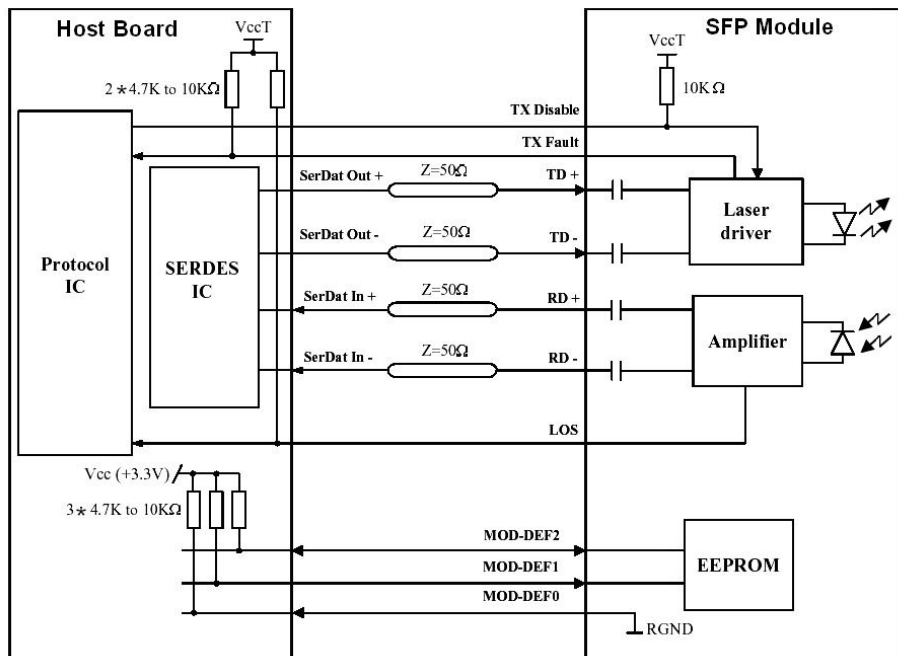 Host Board
SFP Module
VccT
VccT
2*4.7K to 10KΩ
10KΩ
TX Disable
TX Fault
SerDat Out +
Z=50Ω
TD +
SerDat Out -
Z=50Ω
TD -
Laser
driver
Protocol
IC
SERDES
IC
SerDat In +
Z=50Ω
RD +
SerDat In -
Z=50Ω
RD -
Amplifier
LOS
Vcc (+3.3V)
3*4.7K to 10KΩ
MOD-DEF2
MOD-DEF1
MOD-DEF0
EEPROM
RGND